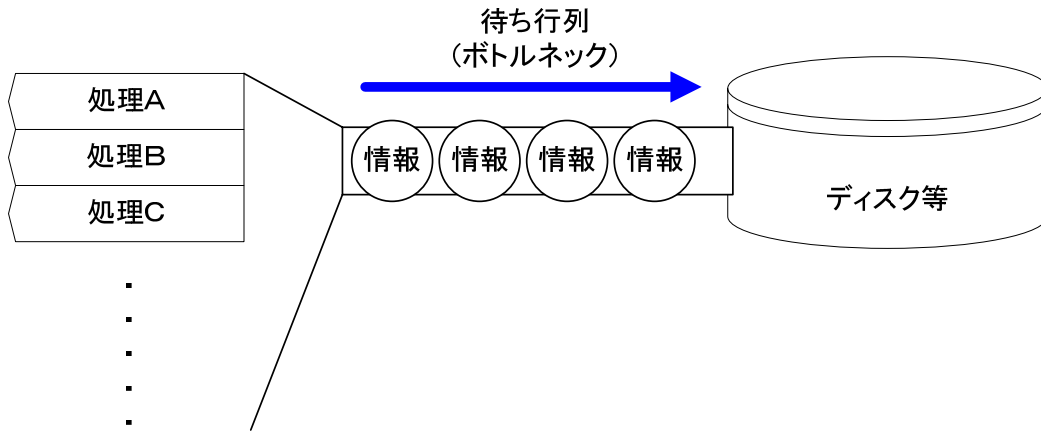 待ち行列
（ボトルネック）
処理A
処理B
処理C
情報 情報 情報 情報
ディスク等
・
・
・
・
・